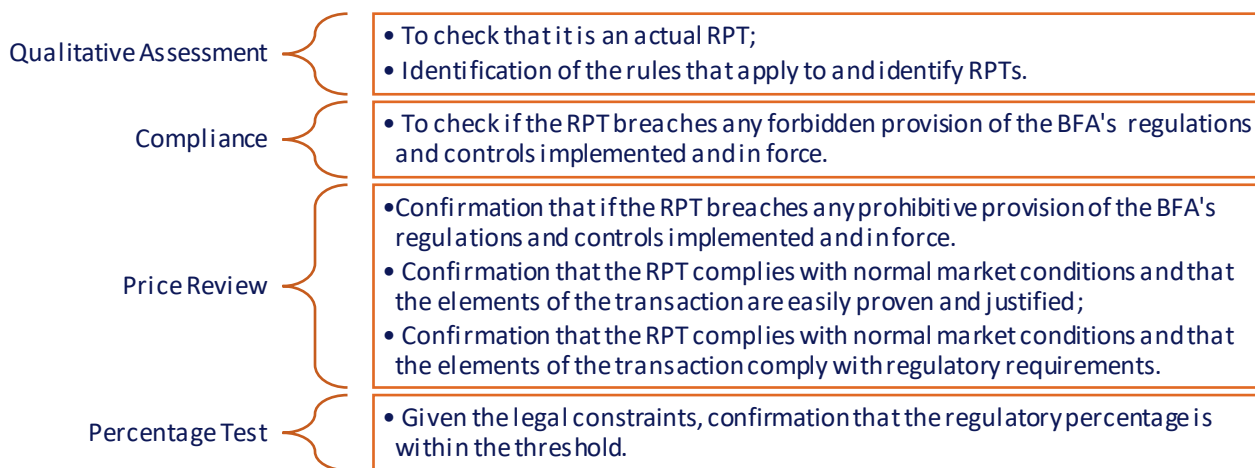 Qualitative Assessment
• To check that it is an actual RPT;
• Identification of the rules that apply to and identify RPTs.
Compliance
• To check if the RPT breaches any forbidden provision of the BFA's regulations
and controls implemented and in force.
Price Review
•Confirmation that if the RPT breaches any prohibitive provision of the BFA's
regulations and controls implemented and in force.
• Confirmation that the RPT complies with normal market conditions and that
the elements of the transaction are easily proven and justified;
• Confirmation that the RPT complies with normal market conditions and that
the elements of the transaction comply with regulatory requirements.
Percentage Test
• Given the legal constraints, confirmation that the regulatory percentage is
within the threshold.